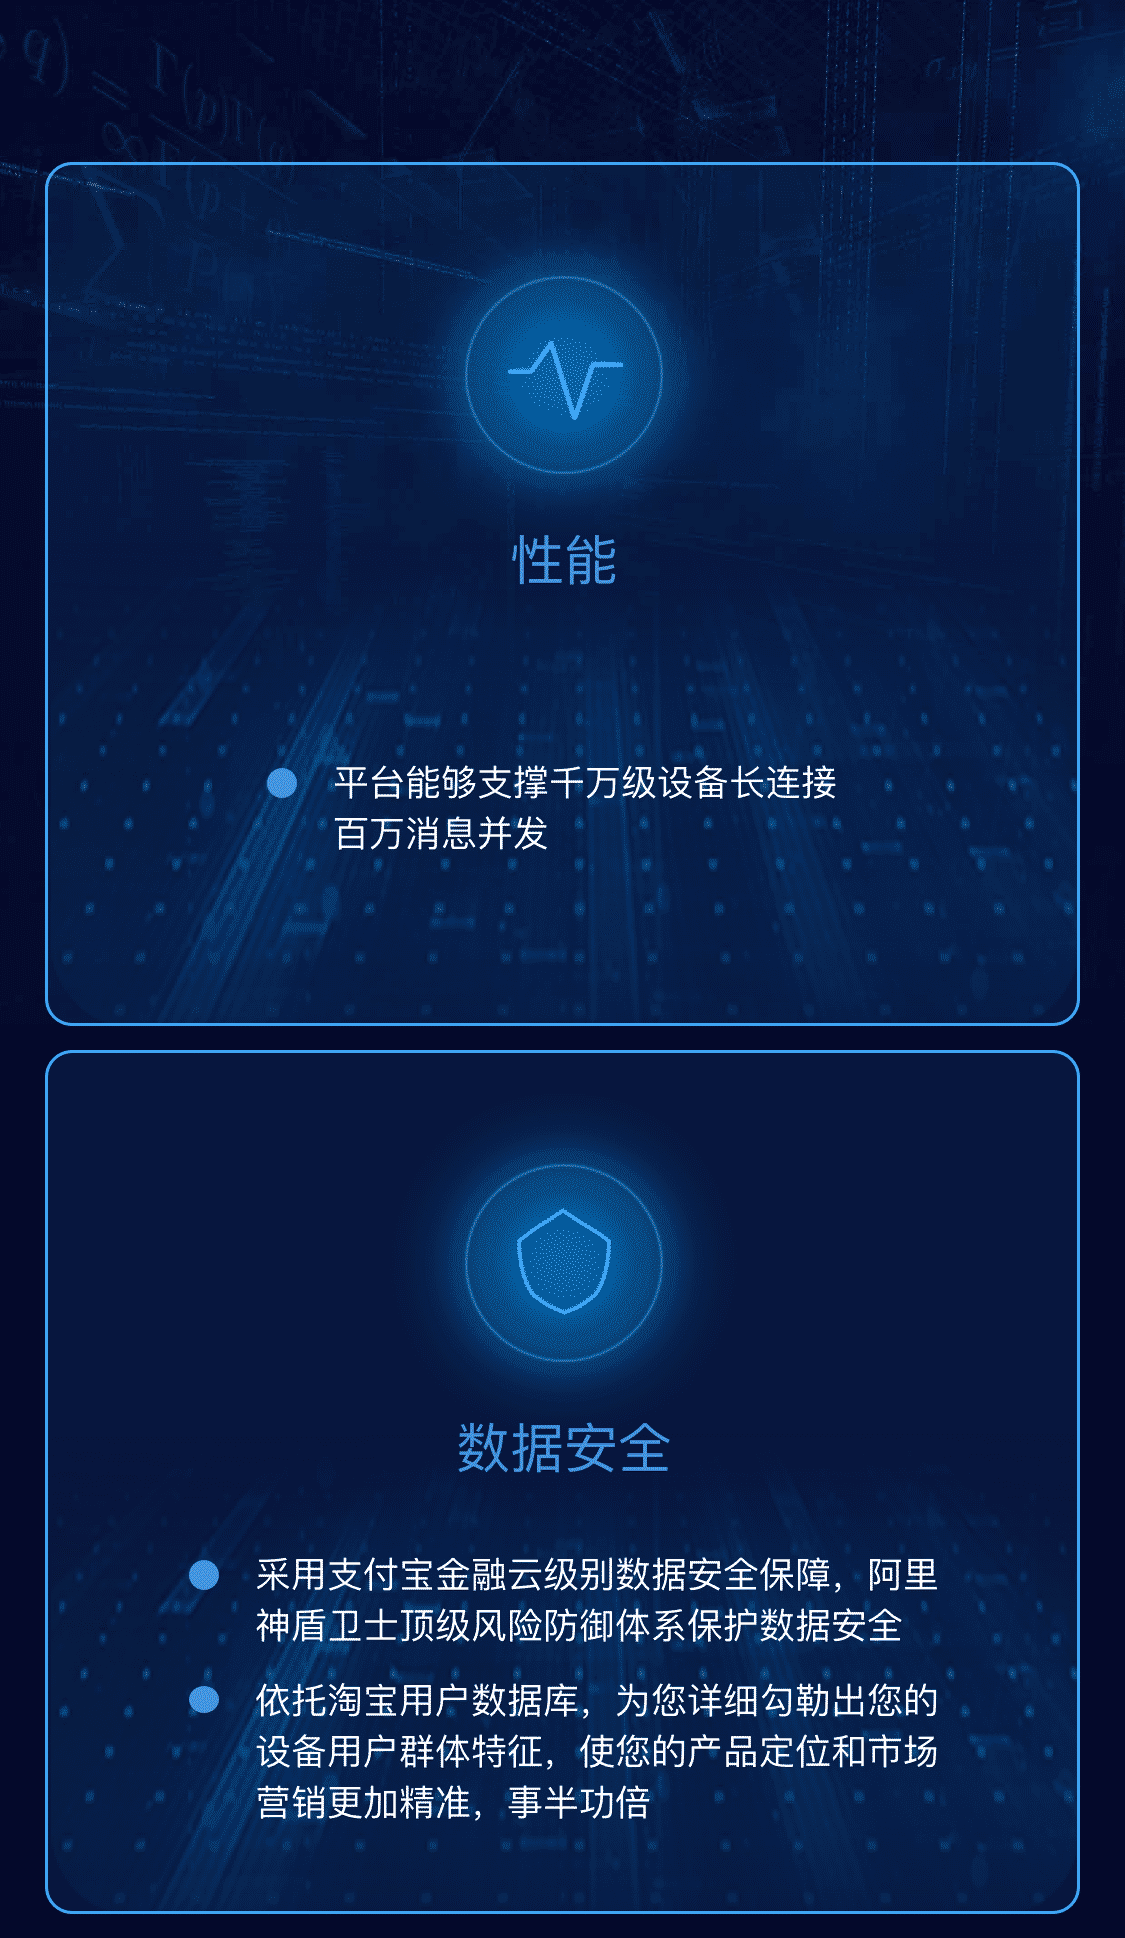 性能
平台能够支撑千万级设备长连接
百万消息并发
数据安全
采用支付宝金融云级别数据安全保障，阿里
神盾卫士顶级风险防御体系保护数据安全
依托淘宝用户数据库，为您详细勾勒出您的
设备用户群体特征，使您的产品定位和市场
营销更加精准，事半功倍